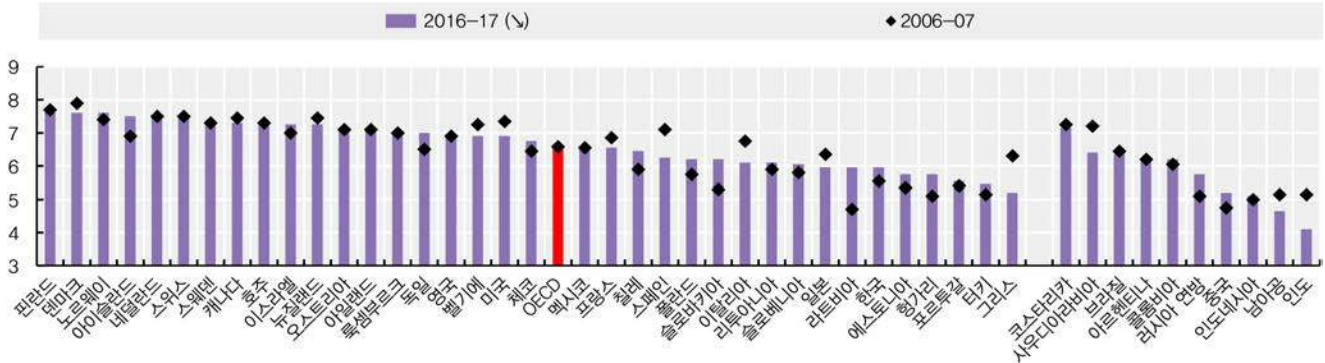 2016–17 (↘)
2006–07
9
8
7
6
5
4
3
핀란드
덴마크
노르웨이
아이슬란드
네덜란드
스위스
스웨덴
캐나다
호주
이스라엘
뉴질랜드
오스트리아
아일랜드
룩셈부르크
독일
영국
벨기에
미국
체코
OECD
멕시코
프랑스
칠레
스페인
폴란드
슬로바키아
이탈리아
리투아니아
슬로베니아
일본
라트비아
한국
에스토니아
헝가리
포르투갈
터키
그리스
코스타리카
사우디아라비아
브라질
아르헨티나
콜롬비아
러시아 연방
중국
인도네시아
남아공
인도